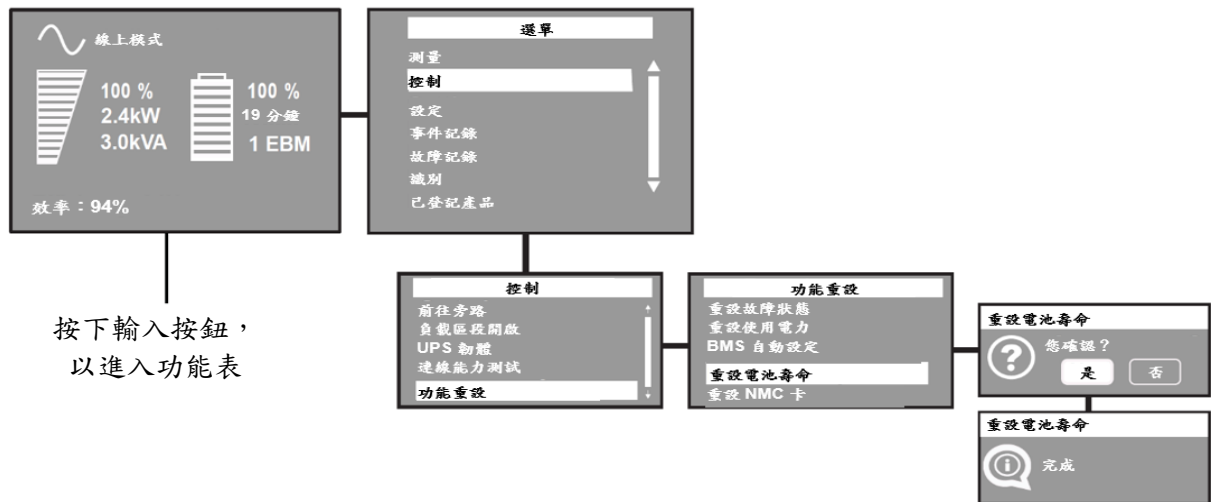 線上模式
100 %
2.4kW
3.0kVA
100 %
19 分鐘
1 EBM
效率：94%
按下輸入按鈕，
以進入功能表
選單
測量
控制
設定
事件記錄
故障記錄
識別
已登記產品
控制
前往旁路
負載區段開啟
UPS 韌體
連線能力測試
功能重設
功能重設
重設故障狀態
重設使用電力
BMS 自動設定
重設電池壽命
重設 NMC 卡
重設電池壽命
您確認？
是
否
重設電池壽命
完成